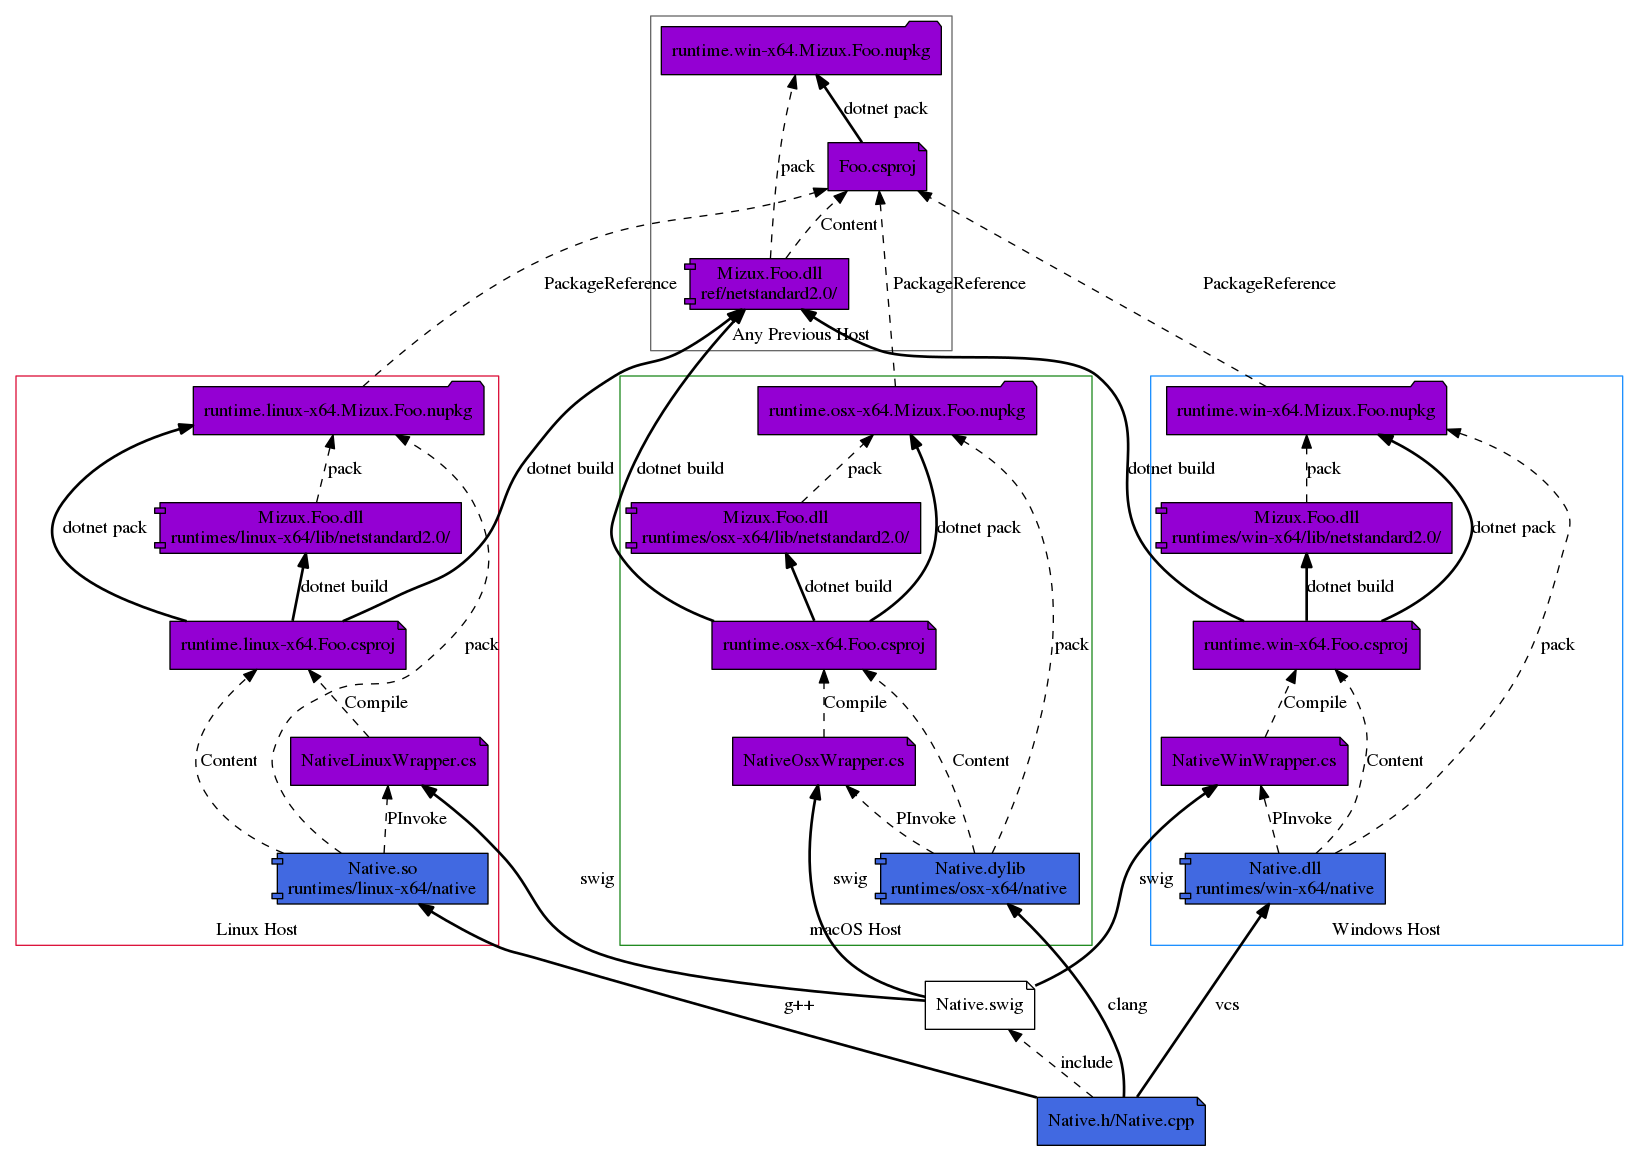 runtime.win-x64.Mizux.Foo.nupkg
dotnet pack
pack
Foo.csproj
Content
Mizux.Foo.dll
ref/netstandard2.0/
PackageReference
PackageReference
PackageReference
Any Previous Host
runtime.linux-x64.Mizux.Foo.nupkg
runtime.osx-x64.Mizux.Foo.nupkg
runtime.win-x64.Mizux.Foo.nupkg
pack
dotnet build
dotnet build
pack
dotnet build
pack
dotnet pack
Mizux.Foo.dll
runtimes/linux-x64/lib/netstandard2.0/
Mizux.Foo.dll
runtimes/osx-x64/lib/netstandard2.0/
dotnet pack
Mizux.Foo.dll
runtimes/win-x64/lib/netstandard2.0/
dotnet pack
dotnet build
dotnet build
dotnet build
runtime.linux-x64.Foo.csproj
pack
runtime.osx-x64.Foo.csproj
pack
runtime.win-x64.Foo.csproj
pack
Compile
Compile
Compile
Content
NativeLinuxWrapper.cs
NativeOsxWrapper.cs
Content
NativeWinWrapper.cs
Content
PInvoke
PInvoke
PInvoke
Native.so
runtimes/linux-x64/native
swig
swig
Native.dylib
runtimes/osx-x64/native
swig
Native.dll
runtimes/win-x64/native
Linux Host
macOS Host
Windows Host
g++
Native.swig
clang
vcs
include
Native.h/Native.cpp